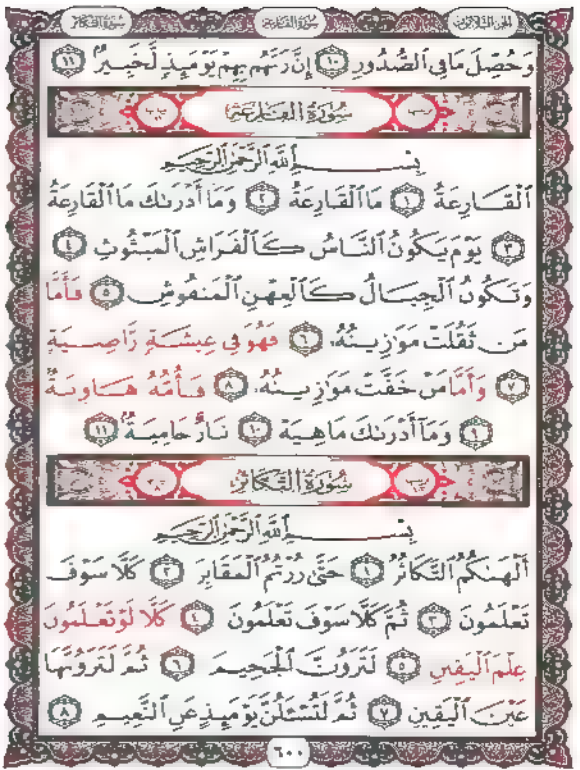 الجزء الثلاثون سورة القارعة سورة التكاثر
وَحُصِّلَ مَا فِي ٱلصُّدُورِ ١٠ إِنَّ رَبَّهُم بِهِمْ يَوْمَئِذٍ لَّخَبِيرٌۢ ١١
سُورَةُ القَارِعَةِ
بِسْمِ ٱللَّهِ ٱلرَّحْمَٰنِ ٱلرَّحِيمِ
ٱلْقَارِعَةُ ١ مَا ٱلْقَارِعَةُ ٢ وَمَآ أَدْرَىٰكَ مَا ٱلْقَارِعَةُ
٣ يَوْمَ يَكُونُ ٱلنَّاسُ كَٱلْفَرَاشِ ٱلْمَبْثُوثِ ٤
وَتَكُونُ ٱلْجِبَالُ كَٱلْعِهْنِ ٱلْمَنفُوشِ ٥ فَأَمَّا
مَن ثَقُلَتْ مَوَٰزِينُهُۥ ٦ فَهُوَ فِي عِيشَةٍ رَّاضِيَةٍ
٧ وَأَمَّا مَنْ خَفَّتْ مَوَٰزِينُهُۥ ٨ فَأُمُّهُۥ هَاوِيَةٌ
٩ وَمَآ أَدْرَىٰكَ مَا هِيَهْ ١٠ نَارٌ حَامِيَةٌۢ ١١
سُورَةُ التَّكَاثُرِ
بِسْمِ ٱللَّهِ ٱلرَّحْمَٰنِ ٱلرَّحِيمِ
أَلْهَىٰكُمُ ٱلتَّكَاثُرُ ١ حَتَّىٰ زُرْتُمُ ٱلْمَقَابِرَ ٢ كَلَّا سَوْفَ
تَعْلَمُونَ ٣ ثُمَّ كَلَّا سَوْفَ تَعْلَمُونَ ٤ كَلَّا لَوْ تَعْلَمُونَ
عِلْمَ ٱلْيَقِينِ ٥ لَتَرَوُنَّ ٱلْجَحِيمَ ٦ ثُمَّ لَتَرَوُنَّهَا
عَيْنَ ٱلْيَقِينِ ٧ ثُمَّ لَتُسْـَٔلُنَّ يَوْمَئِذٍ عَنِ ٱلنَّعِيمِ ٨
٦٠٠